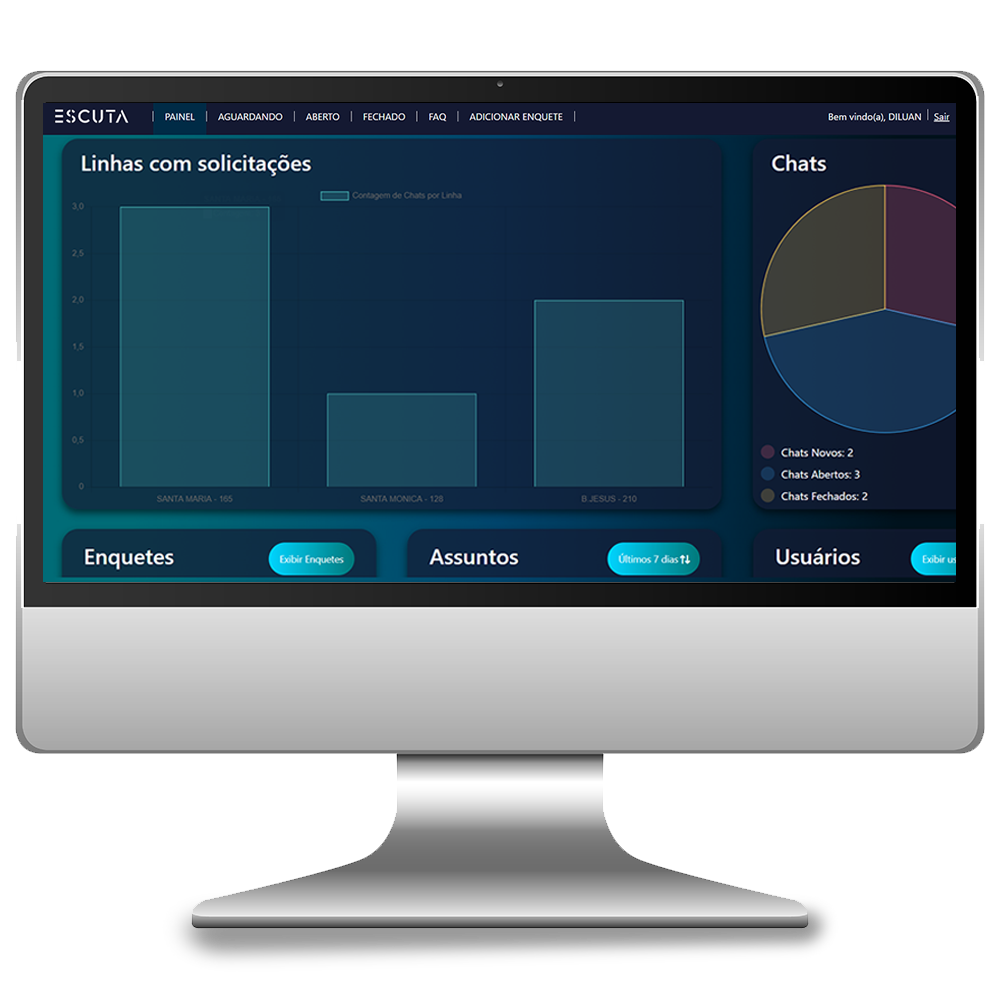 ESCUTA | PAINEL | AGUARDANDO | ABERTO | FECHADO | FAQ | ADICIONAR ENQUETE | Bem vindo(a), DILUAN | Sair
Linhas com solicitações
Contagem de Chats por Linha
3,0
2,5
2,0
1,5
1,0
0,5
0
SANTA MARIA - 165
SANTA MONICA - 128
B.JESUS - 210
Chats
Chats Novos: 2
Chats Abertos: 3
Chats Fechados: 2
Enquetes
Exibir Enquetes
Assuntos
Últimos 7 dias
Usuários
Exibir